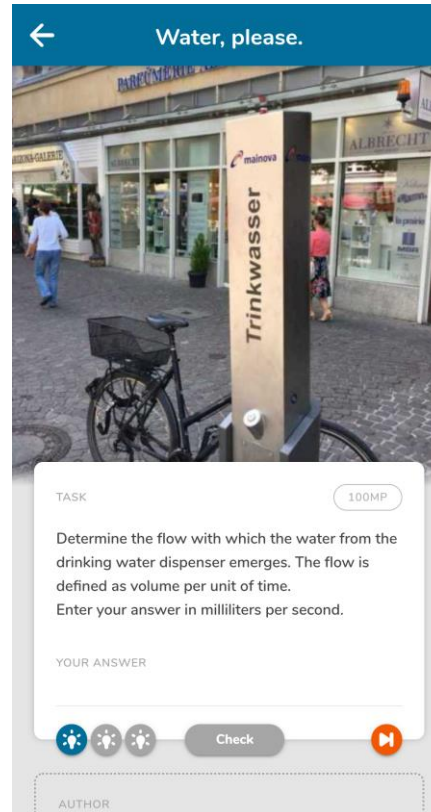 Water, please.
PARFÜMERIE
ALBRECHT
mainova
Trinkwasser
TASK
100MP
Determine the flow with which the water from the
drinking water dispenser emerges. The flow is
defined as volume per unit of time.
Enter your answer in milliliters per second.
YOUR ANSWER
Check
AUTHOR